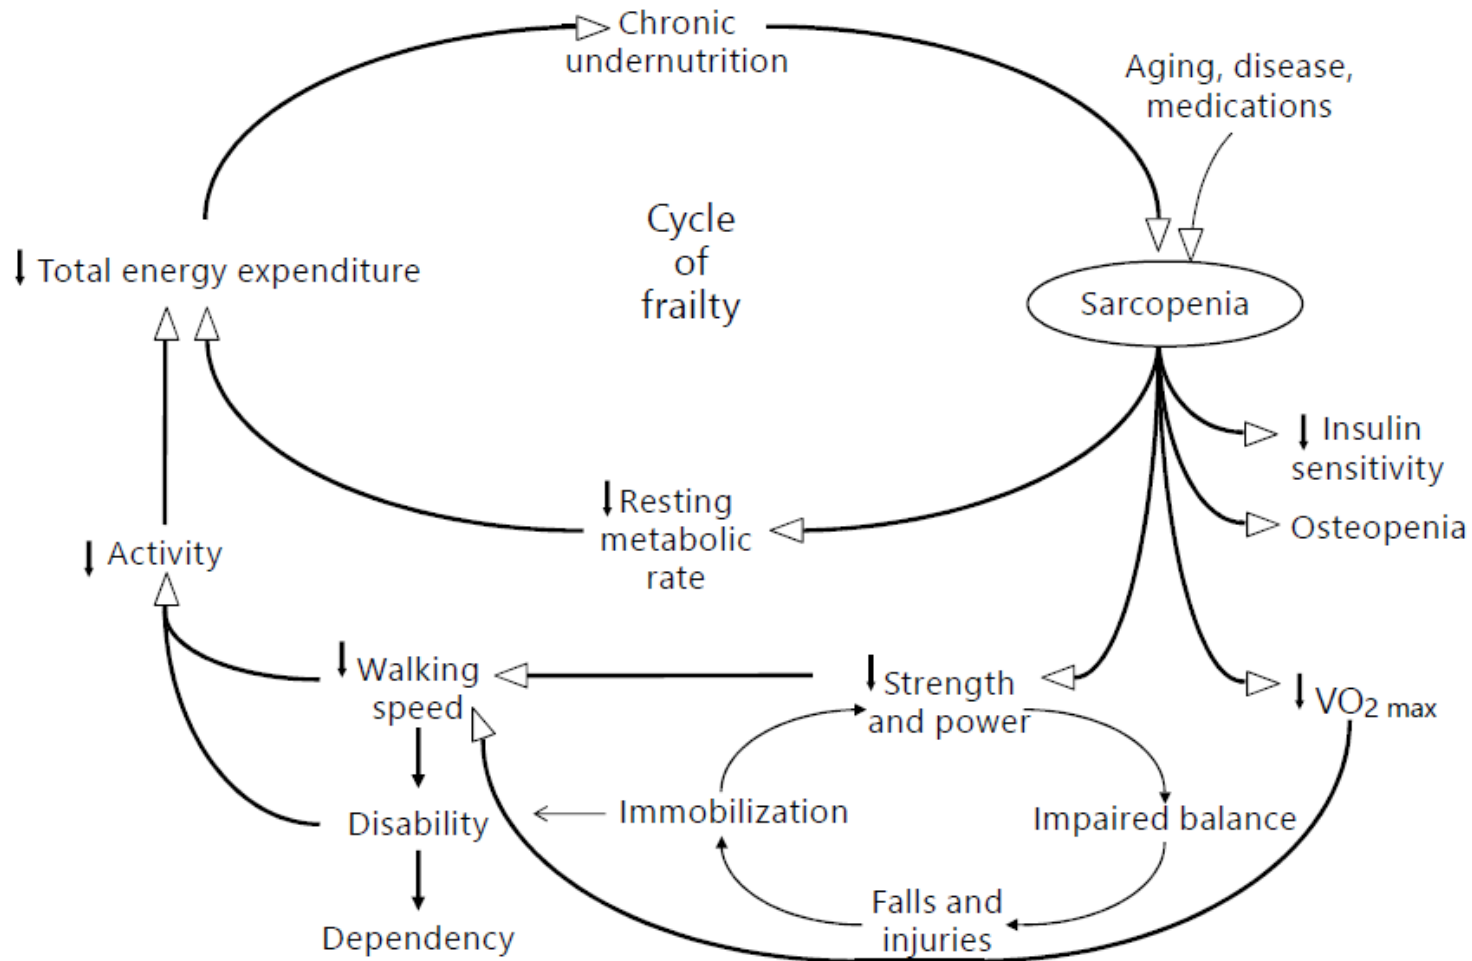 Chronic
undernutrition
Aging, disease,
medications
Cycle
of
frailty
Total energy expenditure
Sarcopenia
Insulin
sensitivity
Resting
metabolic
rate
Osteopenia
Activity
Walking
speed
Strength
and power
VO2 max
Disability
Immobilization
Impaired balance
Falls and
injuries
Dependency